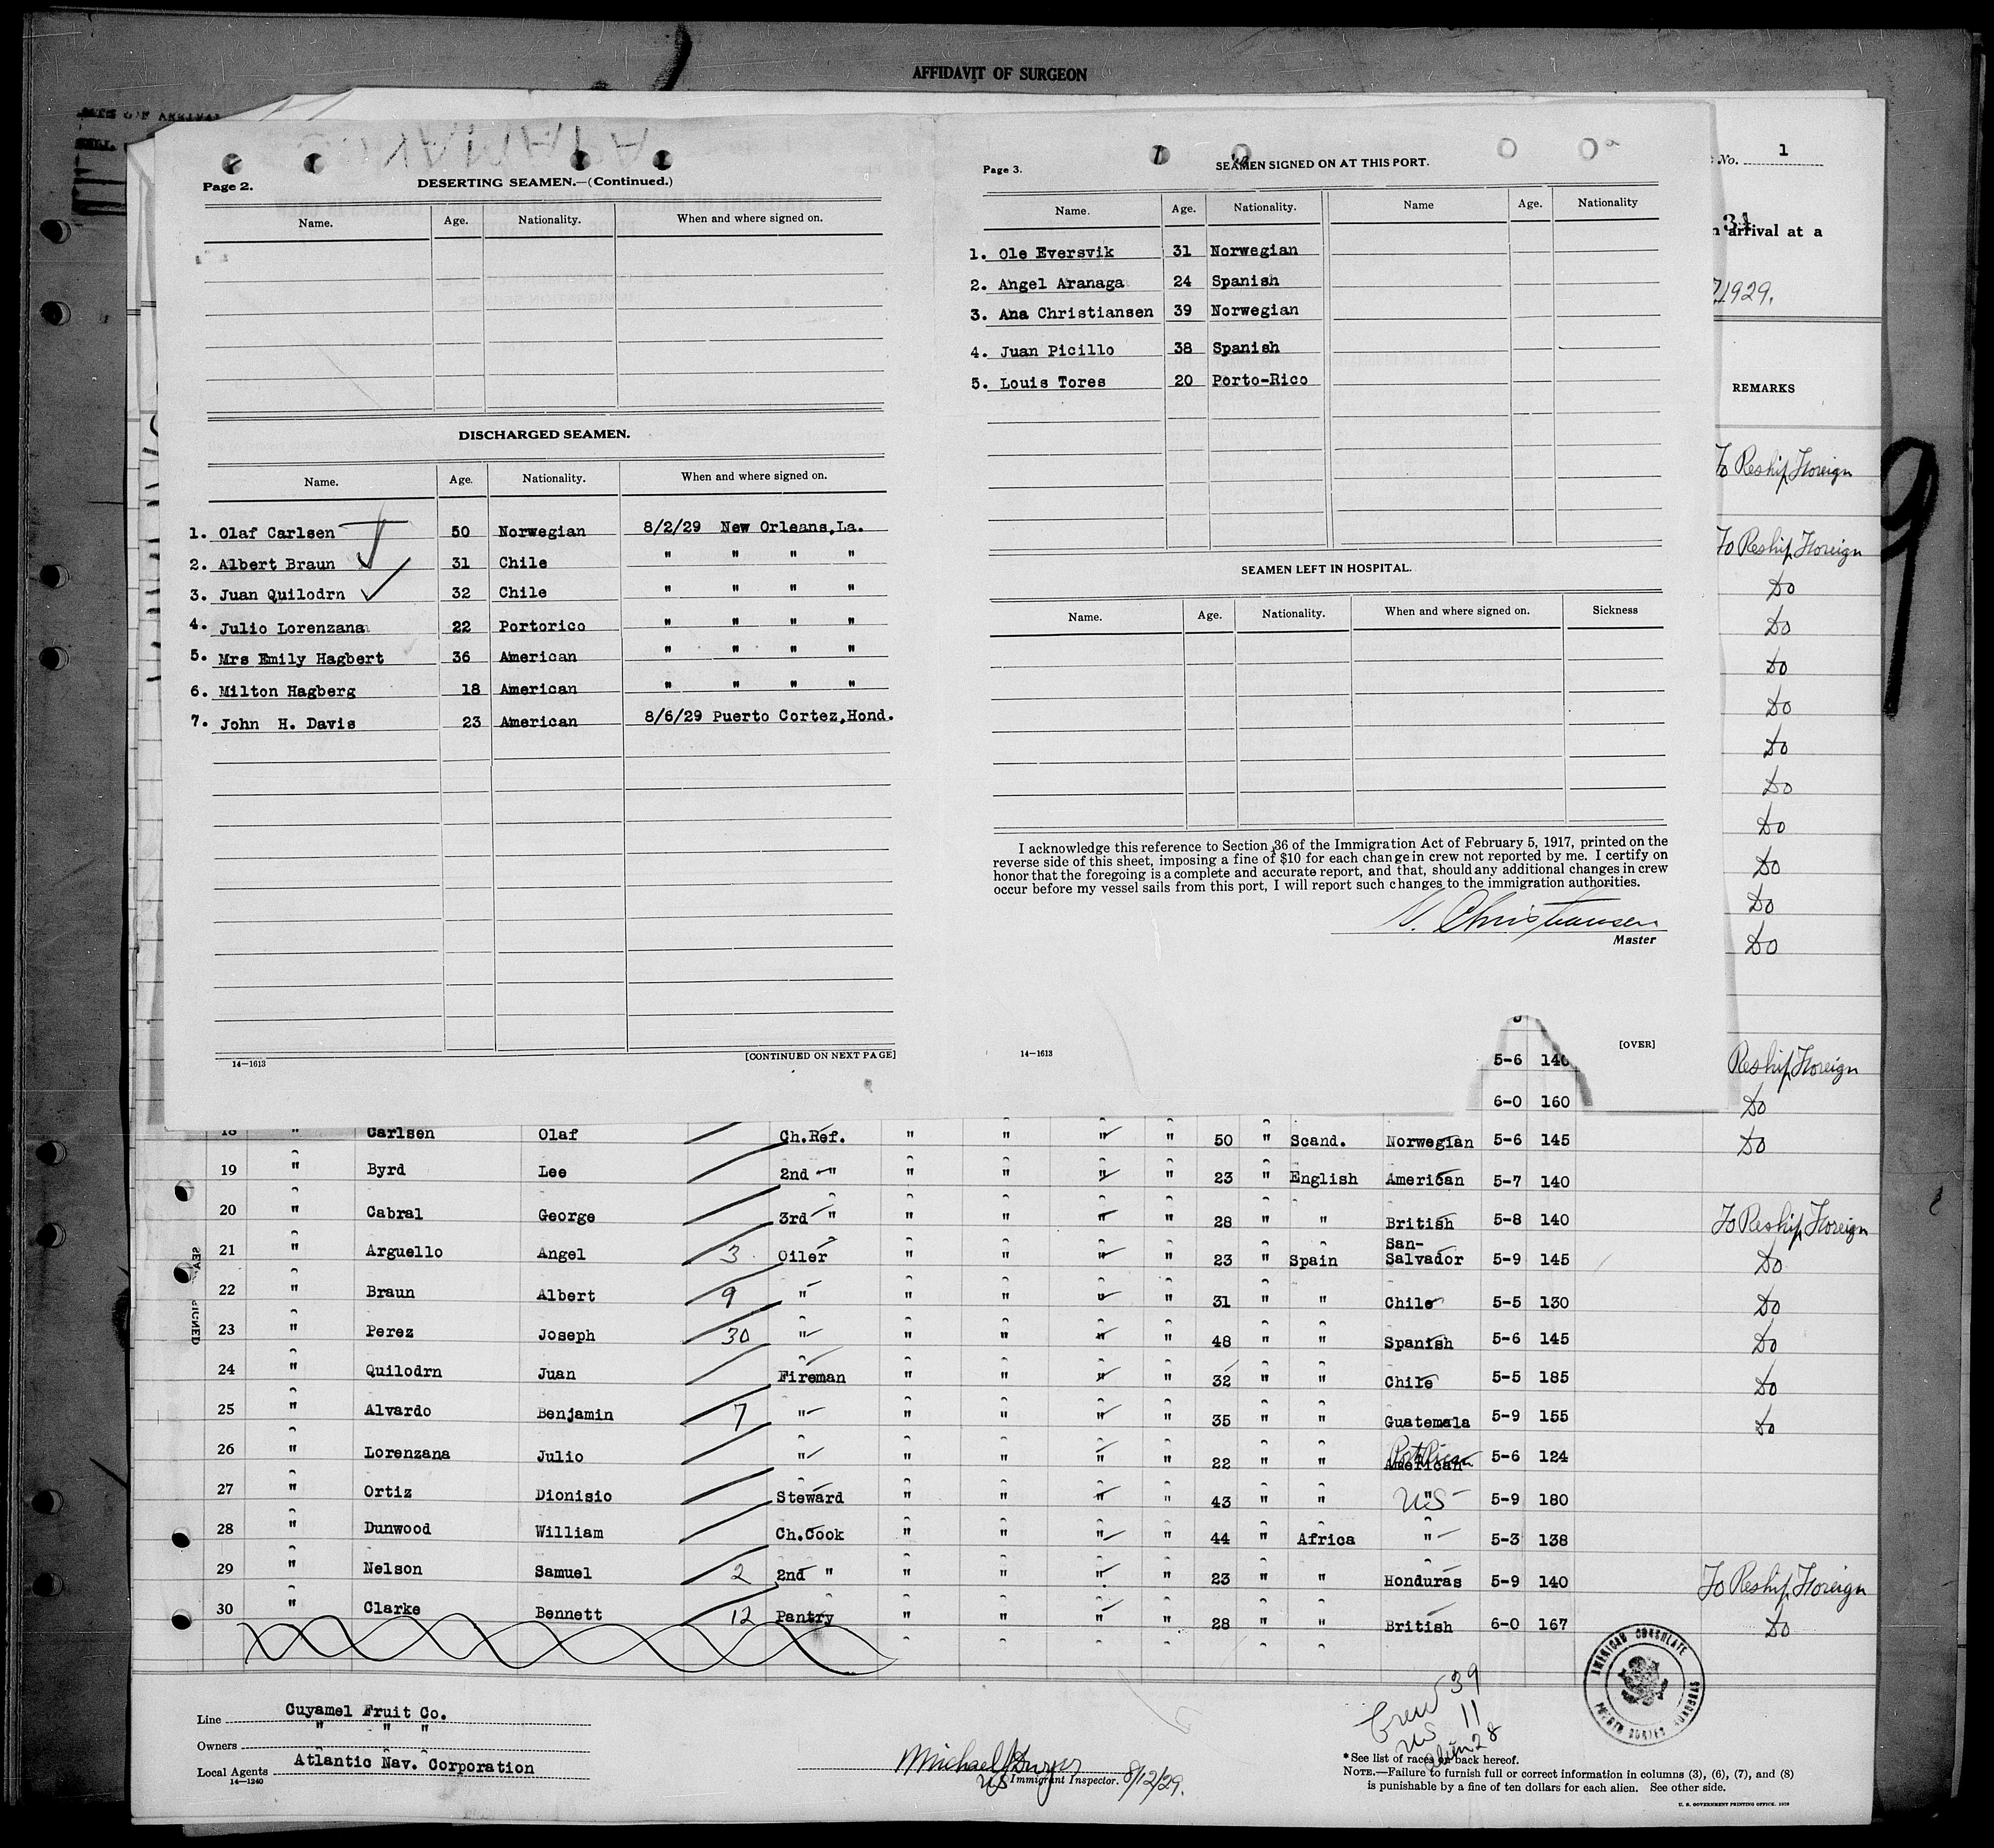 AFFIDAVIT OF SURGEON
Page 2.
DESERTING SEAMEN.—(Continued.)
Name. Age. Nationality. When and where signed on.
DISCHARGED SEAMEN.
Name. Age. Nationality. When and where signed on.
1. Olaf Carlsen 50 Norwegian 8/2/29 New Orleans,La.
2. Albert Braun 31 Chile " " " "
3. Juan Quilodrn 32 Chile " " " "
4. Julio Lorenzana 22 Portorico " " " "
5. Mrs Emily Hagbert 36 American " " " "
6. Milton Hagberg 18 American " " " "
7. John H. Davis 23 American 8/6/29 Puerto Cortez,Hond.
14—1613
[CONTINUED ON NEXT PAGE]
Page 3.
SEAMEN SIGNED ON AT THIS PORT.
Name. Age. Nationality. Name Age. Nationality
1. Ole Eversvik 31 Norwegian
2. Angel Aranaga 24 Spanish
3. Ana Christiansen 39 Norwegian
4. Juan Picillo 38 Spanish
5. Louis Tores 20 Porto-Rico
SEAMEN LEFT IN HOSPITAL.
Name. Age. Nationality. When and where signed on. Sickness
I acknowledge this reference to Section 36 of the Immigration Act of February 5, 1917, printed on the
reverse side of this sheet, imposing a fine of $10 for each change in crew not reported by me. I certify on
honor that the foregoing is a complete and accurate report, and that, should any additional changes in crew
occur before my vessel sails from this port, I will report such changes to the immigration authorities.
Christiansen
Master
14—1613
[OVER]
No. 1
34
arrival at a
1929.
REMARKS
To Reship Foreign
To Reship Foreign
Do
Do
Do
Do
Do
Do
Do
Do
Do
Do
9
5-6 140 Reship Foreign
6-0 160 Do
18 " Carlsen Olaf Ch.Ref. " " " " 50 " Scand. Norwegian 5-6 145 Do
19 " Byrd Lee 2nd " " " " " 23 " English American 5-7 140
20 " Cabral George 3rd " " " " " 28 " " British 5-8 140 To Reship Foreign
21 " Arguello Angel 3 Oiler " " " " 23 " Spain San-Salvador 5-9 145 Do
22 " Braun Albert 9 " " " " " 31 " " Chile 5-5 130 Do
23 " Perez Joseph 30 " " " " " 48 " " Spanish 5-6 145 Do
24 " Quilodrn Juan Fireman " " " " 32 " " Chile 5-5 185 Do
25 " Alvardo Benjamin 7 " " " " " 35 " " Guatemala 5-9 155 Do
26 " Lorenzana Julio " " " " " 22 " " American 5-6 124
27 " Ortiz Dionisio Steward " " " " 43 " " " US 5-9 180
28 " Dunwood William Ch.Cook " " " " 44 " Africa " 5-3 138
29 " Nelson Samuel 2 2nd " " " " " 23 " " Honduras 5-9 140 To Reship Foreign
30 " Clarke Bennett 12 Pantry " " " " 28 " " British 6-0 167 Do
Line Cuyamel Fruit Co.
Owners " " "
Local Agents Atlantic Nav. Corporation
14—1240
Michael
US Immigrant Inspector. 8/12/29.
Crew 39
US 11
alien 28
AMERICAN CONSULATE
*See list of races on back hereof.
NOTE.—Failure to furnish full or correct information in columns (3), (6), (7), and (8)
is punishable by a fine of ten dollars for each alien. See other side.
U. S. GOVERNMENT PRINTING OFFICE